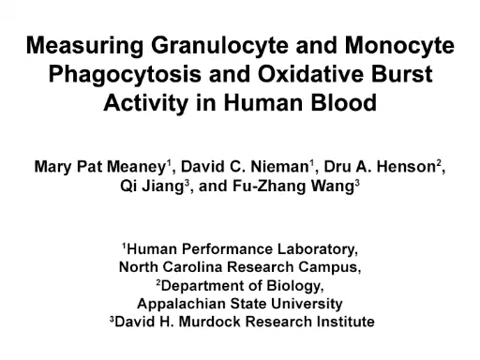 Measuring Granulocyte and Monocyte
Phagocytosis and Oxidative Burst
Activity in Human Blood
Mary Pat Meaney¹, David C. Nieman¹, Dru A. Henson²,
Qi Jiang³, and Fu-Zhang Wang³
¹Human Performance Laboratory,
North Carolina Research Campus,
²Department of Biology,
Appalachian State University
³David H. Murdock Research Institute